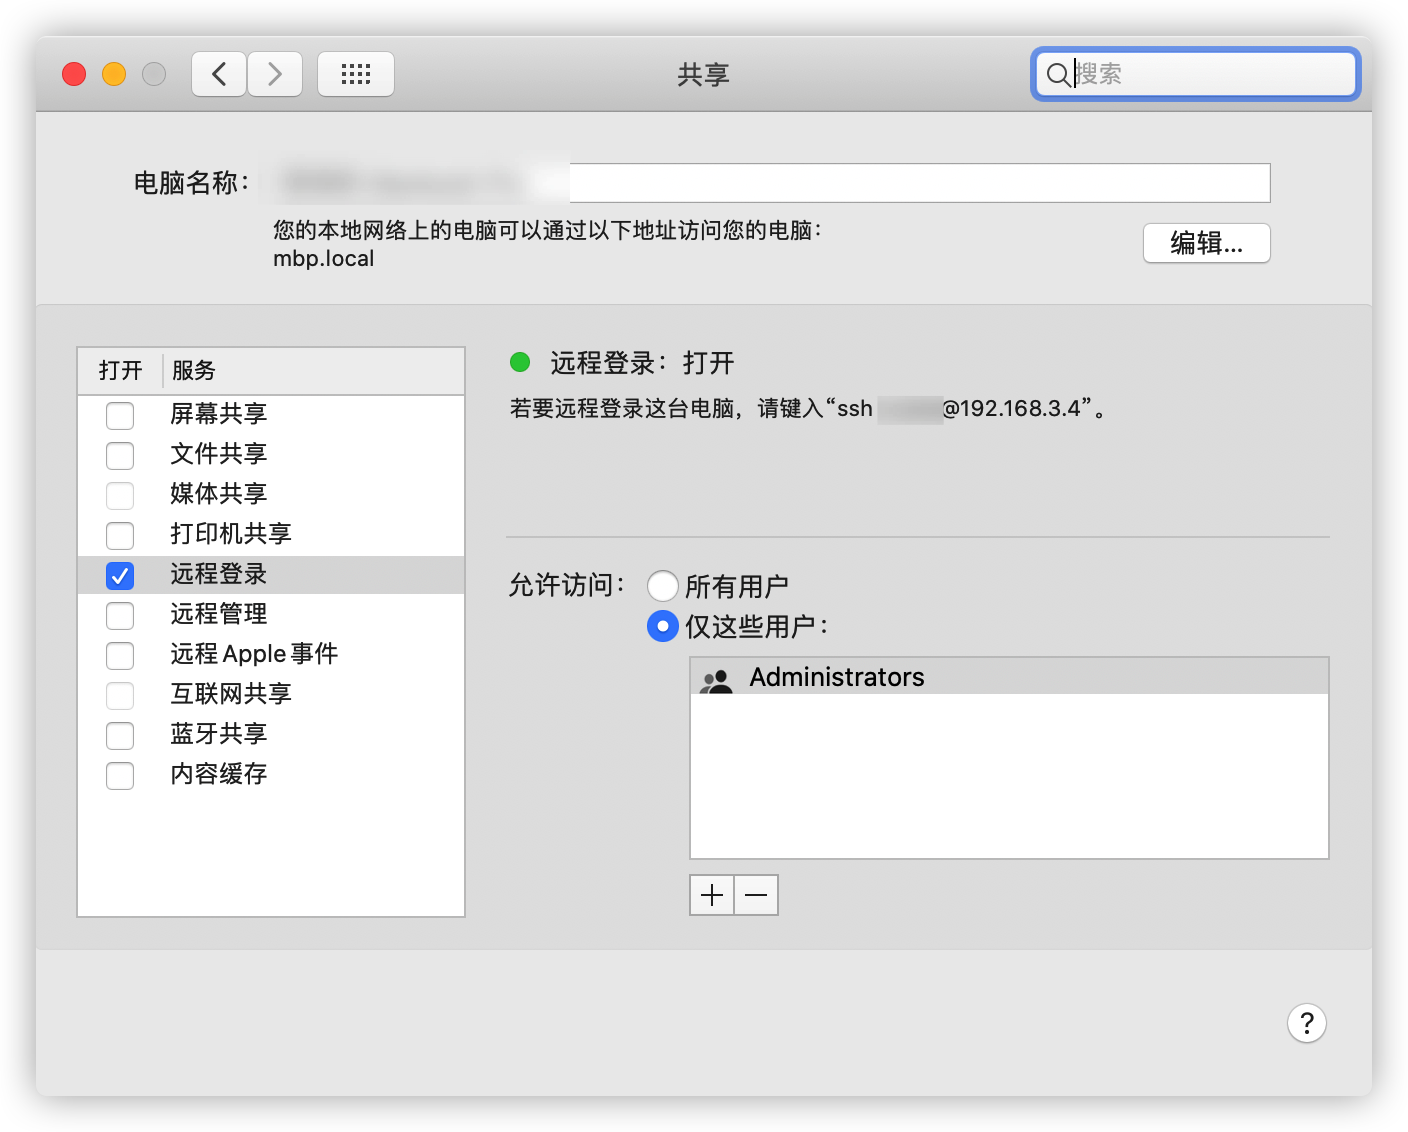 共享
搜索
电脑名称：
您的本地网络上的电脑可以通过以下地址访问您的电脑：
mbp.local
编辑...
打开 服务
屏幕共享
文件共享
媒体共享
打印机共享
远程登录
远程管理
远程Apple事件
互联网共享
蓝牙共享
内容缓存
远程登录：打开
若要远程登录这台电脑，请键入“ssh @192.168.3.4”。
允许访问：
所有用户
仅这些用户：
Administrators
?